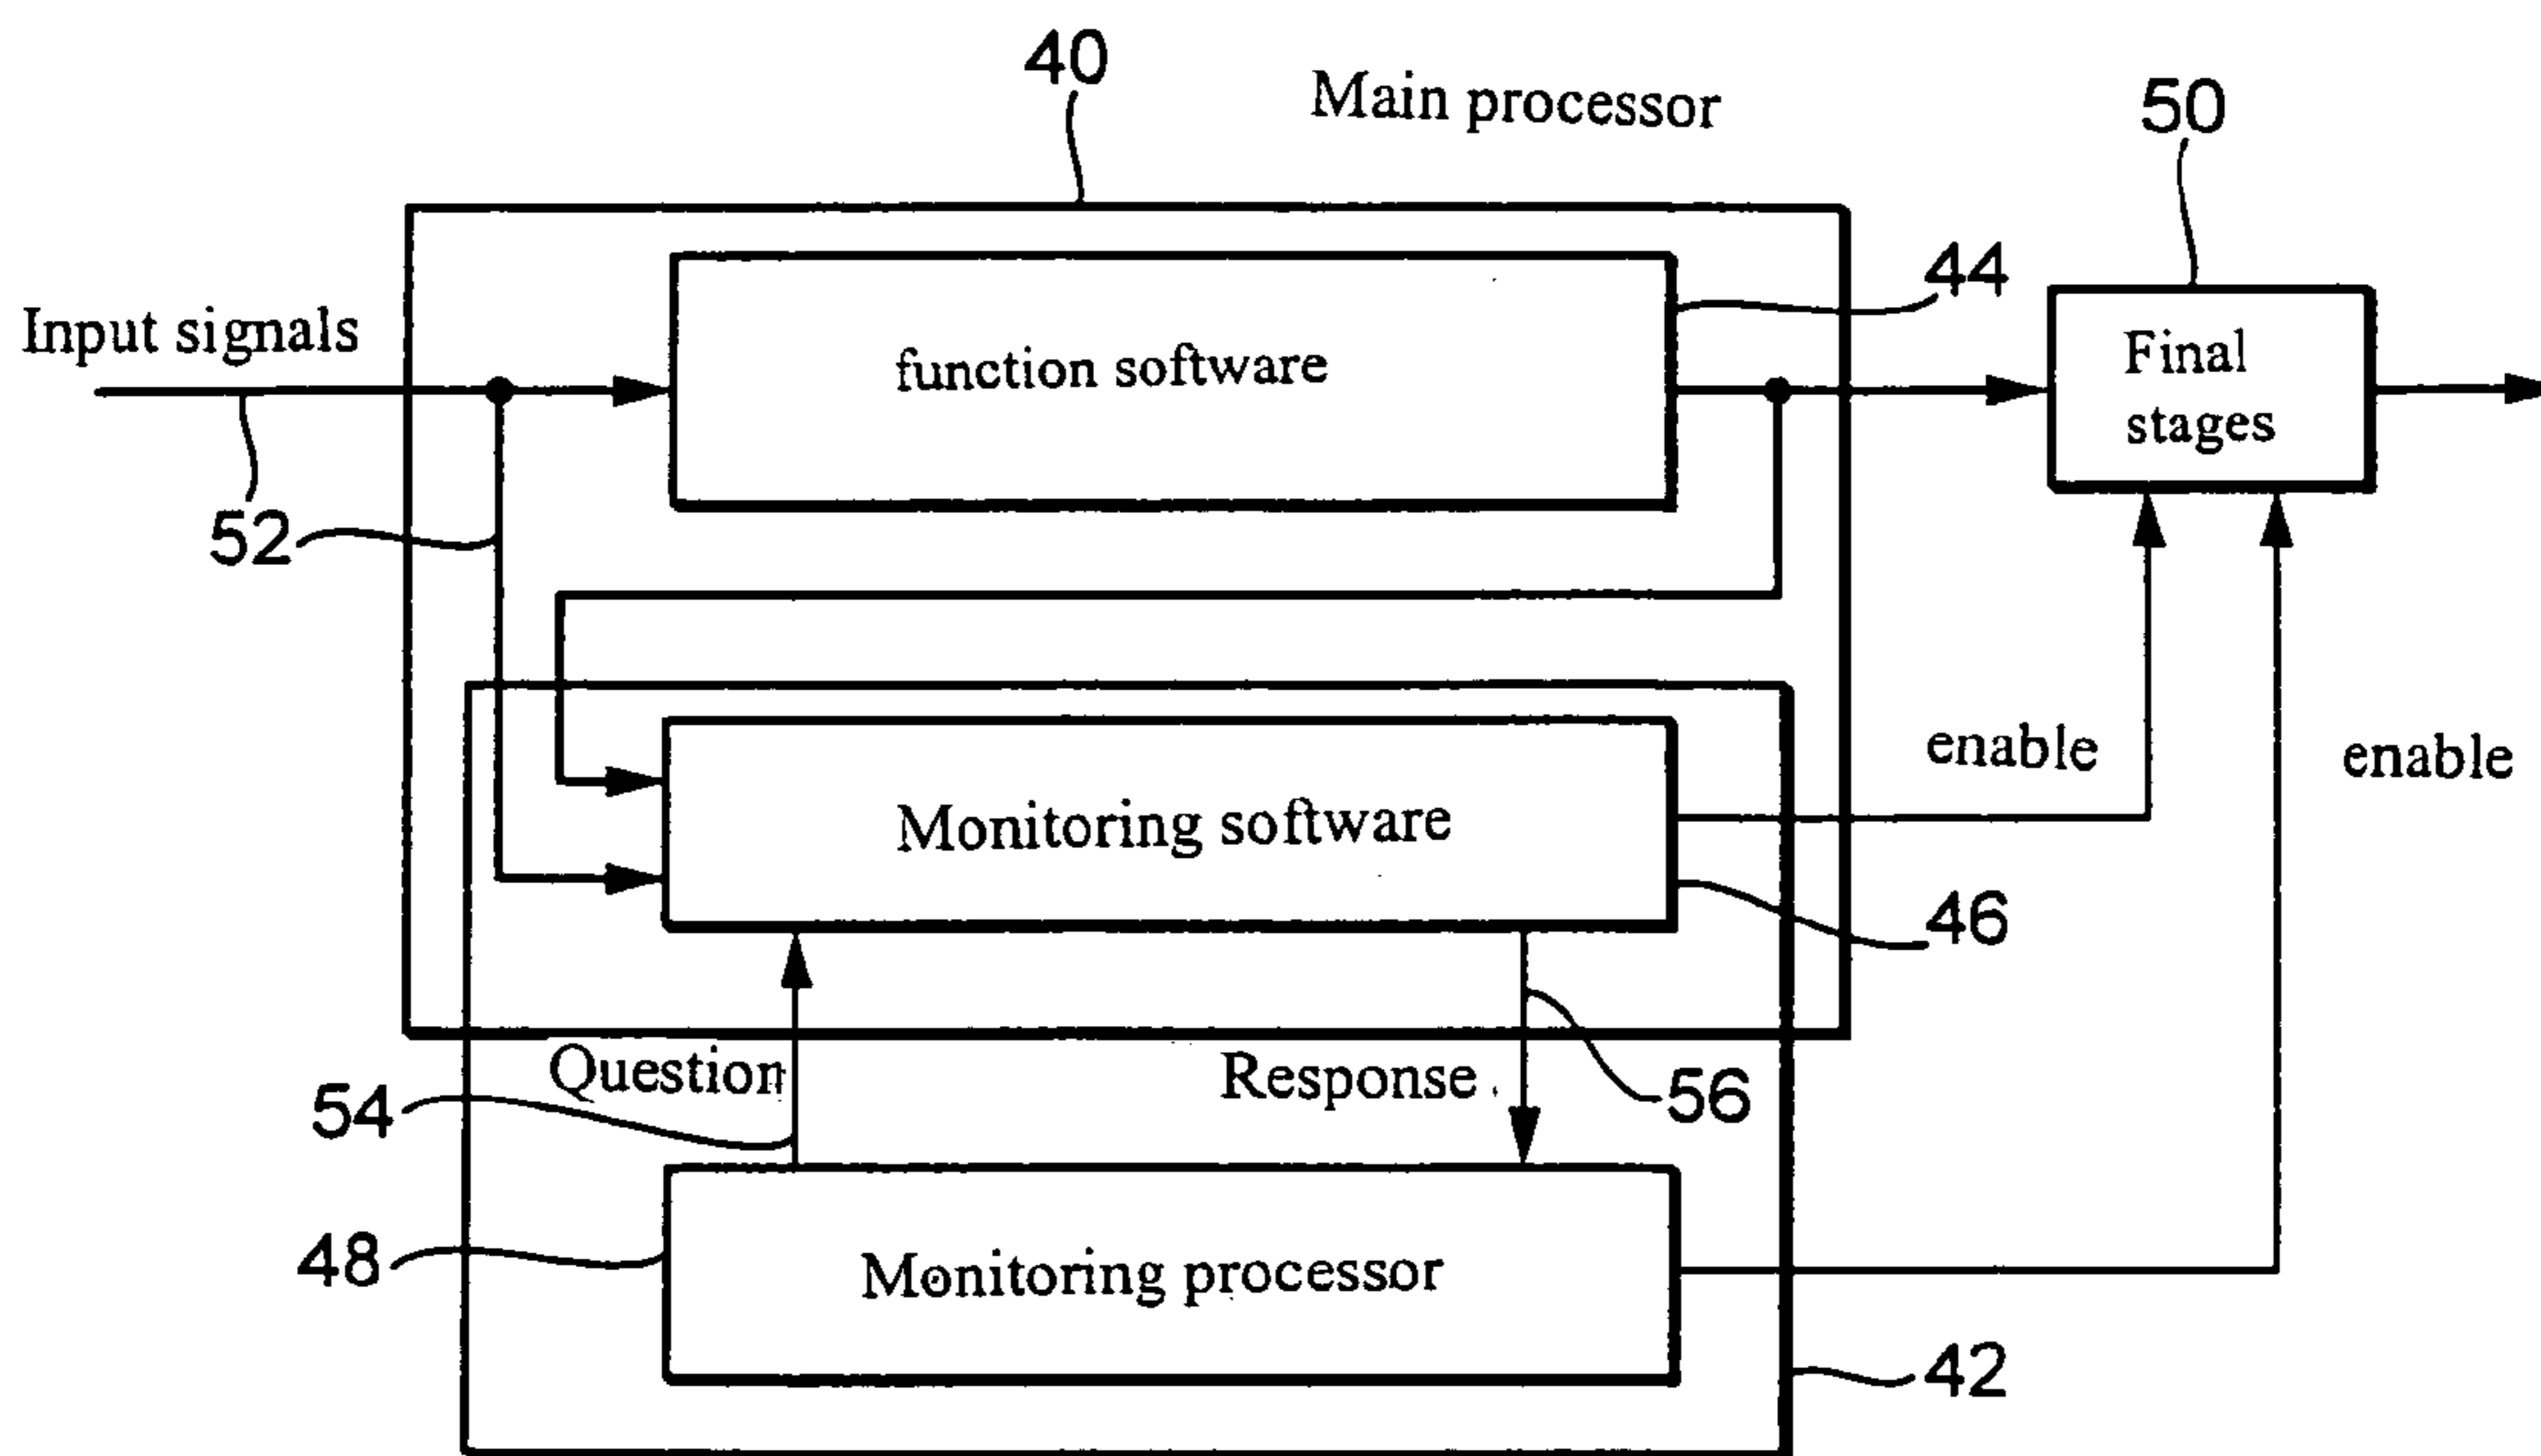 40
Main processor
50
44
Input signals
function software
Final
stages
52
enable
enable
Monitoring software
46
Question
Response
54
56
48
Monitoring processor
42